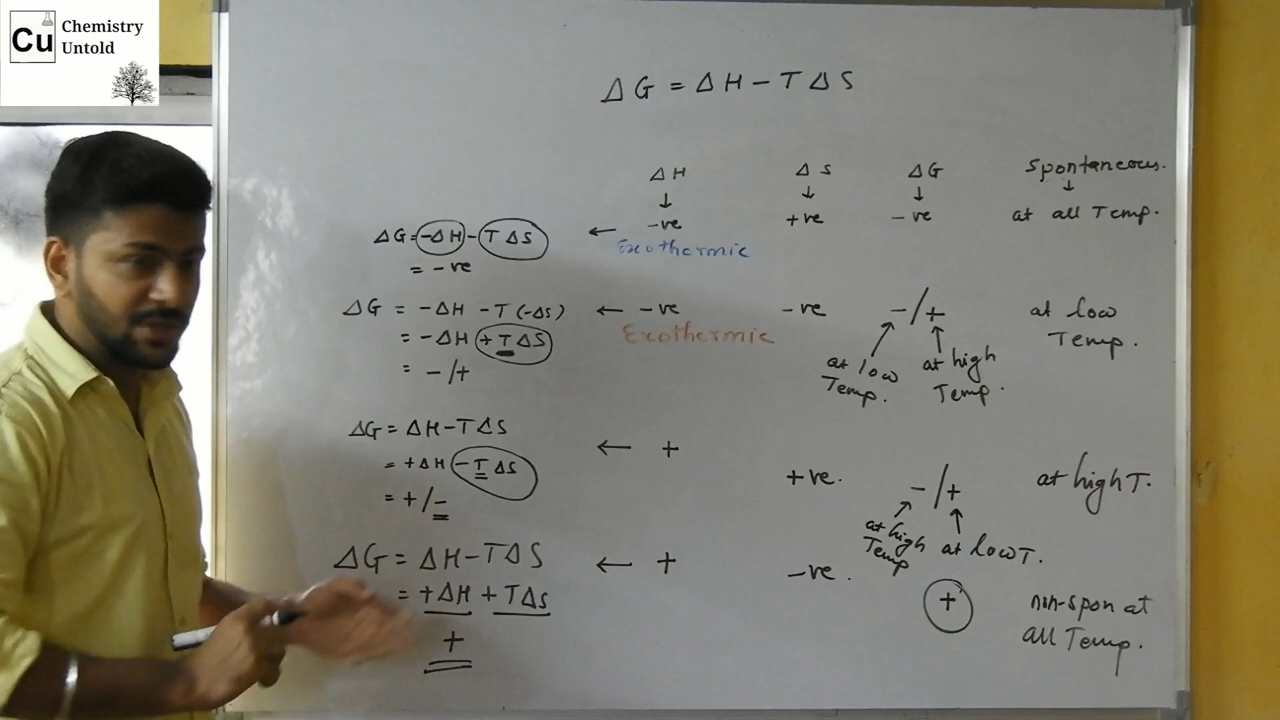 Cu Chemistry
Untold
ΔG = ΔH - TΔS
ΔH ΔS ΔG spontaneous.
↓ ↓ ↓ ↓
ΔG = -ΔH - TΔS ← -ve +ve -ve at all Temp.
= -ve Exothermic
ΔG = -ΔH - T(-ΔS) ← -ve -ve -/+ at low
= -ΔH + TΔS Exothermic Temp.
= -/+ at low at high
Temp. Temp.
ΔG = ΔH - TΔS ← +
= +ΔH - TΔS +ve. -/+ at high T.
= +/- at high at low T.
Temp
ΔG = ΔH - TΔS ← + -ve.
= +ΔH + TΔS + non-spon at
+ all Temp.